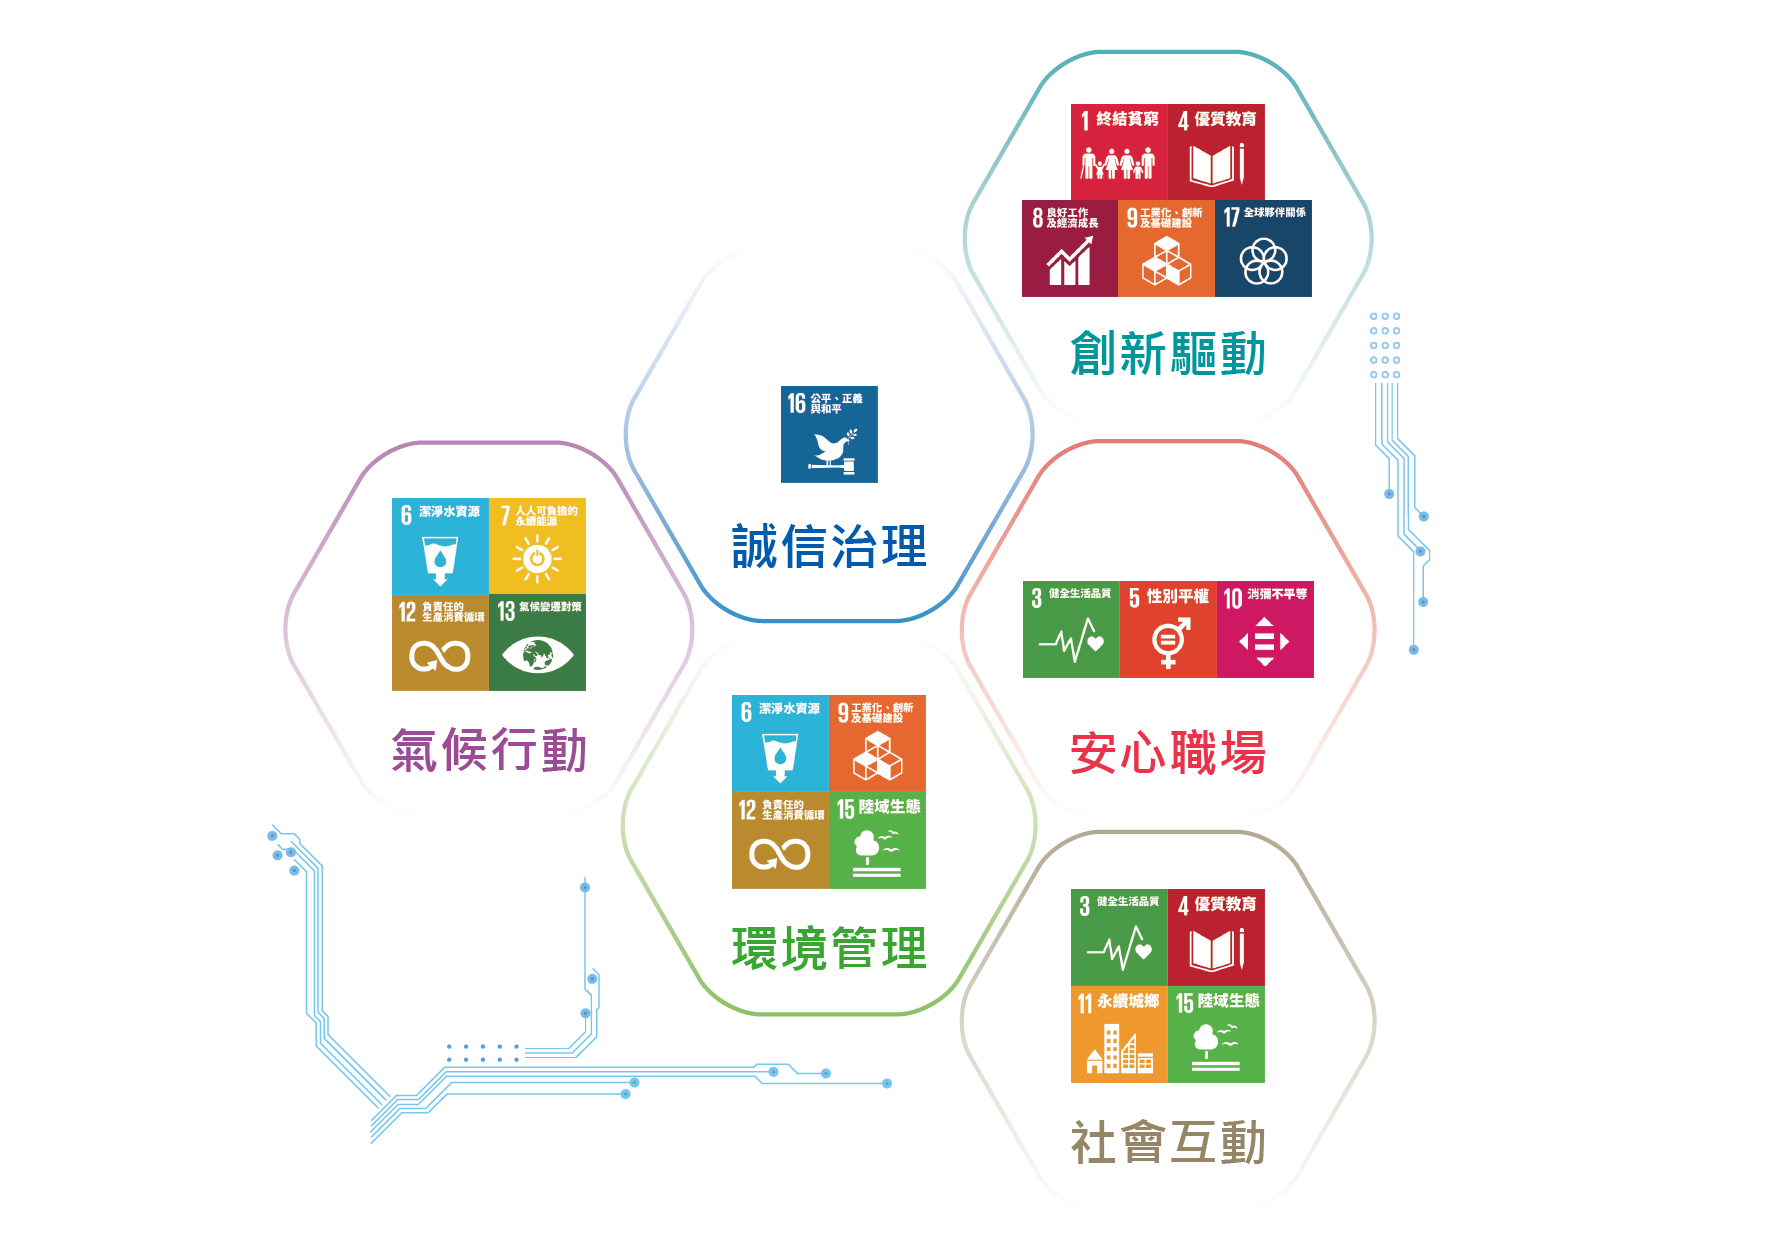 1 終結貧窮
4 優質教育
8 良好工作
及經濟成長
9 工業化、創新
及基礎建設
17 全球夥伴關係
創新驅動
16 公平、正義
與和平
誠信治理
6 潔淨水資源
7 人人可負擔的
永續能源
12 負責任的
生產消費循環
13 氣候變遷對策
氣候行動
3 健全生活品質
5 性別平權
10 消弭不平等
安心職場
6 潔淨水資源
9 工業化、創新
及基礎建設
12 負責任的
生產消費循環
15 陸域生態
環境管理
3 健全生活品質
4 優質教育
11 永續城鄉
15 陸域生態
社會互動